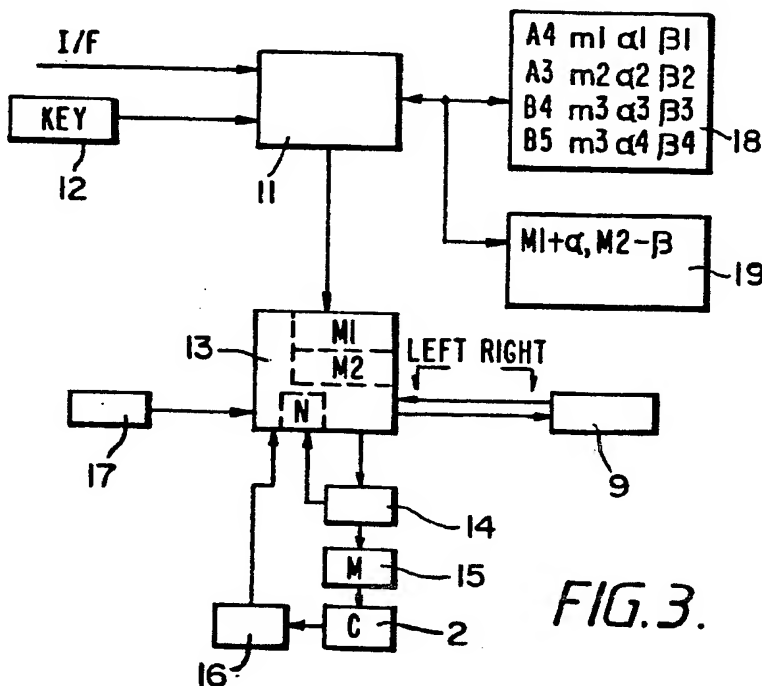 I/F
KEY
12
11
A4 m1 α1 β1
A3 m2 α2 β2
B4 m3 α3 β3
B5 m3 α4 β4
18
M1+α, M2-β
19
13
M1
M2
LEFT RIGHT
N
17
9
14
M
15
C
2
16
FIG.3.